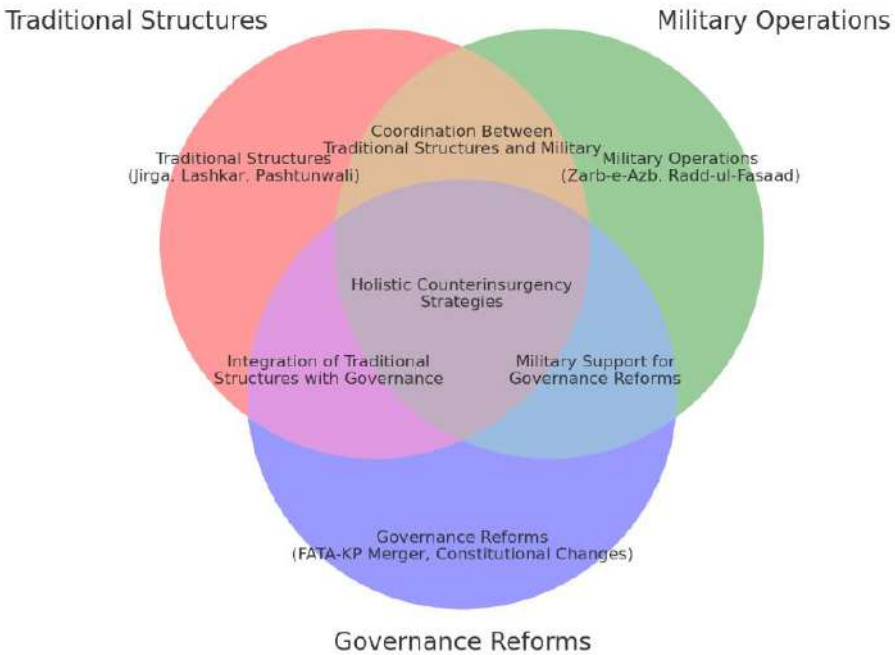 Traditional Structures
Military Operations
Coordination Between
Traditional Structures and Military
Traditional Structures
(Jirga, Lashkar, Pashtunwali)
Military Operations
(Zarb-e-Azb, Radd-ul-Fasaad)
Holistic Counterinsurgency
Strategies
Integration of Traditional
Structures with Governance
Military Support for
Governance Reforms
Governance Reforms
(FATA-KP Merger, Constitutional Changes)
Governance Reforms